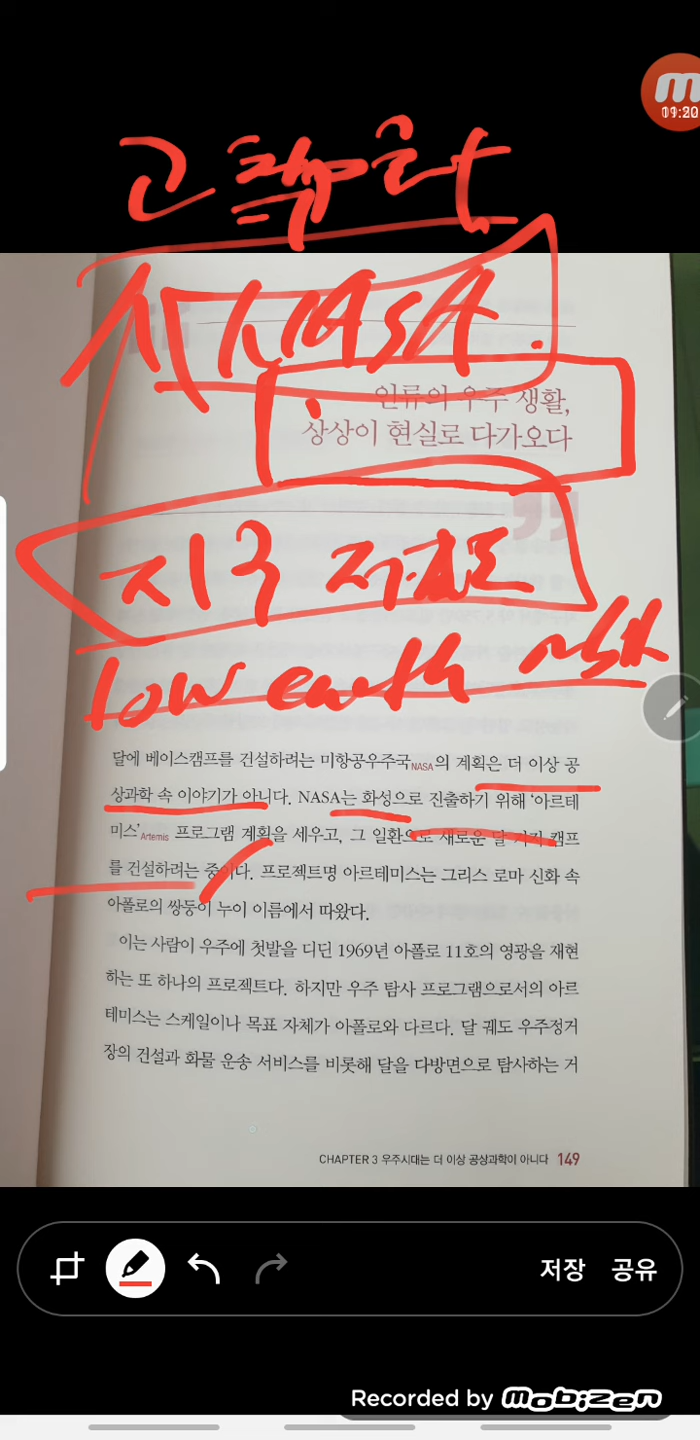 09:20
NASA.
인류의 우주 생활,
상상이 현실로 다가오다
지구 저궤도
low earth
달에 베이스캠프를 건설하려는 미항공우주국NASA의 계획은 더 이상 공
상과학 속 이야기가 아니다. NASA는 화성으로 진출하기 위해 ‘아르테
미스’Artemis 프로그램 계획을 세우고, 그 일환으로 새로운 달 기지 캠프
를 건설하려는 중이다. 프로젝트명 아르테미스는 그리스 로마 신화 속
아폴로의 쌍둥이 누이 이름에서 따왔다.
이는 사람이 우주에 첫발을 디딘 1969년 아폴로 11호의 영광을 재현
하는 또 하나의 프로젝트다. 하지만 우주 탐사 프로그램으로서의 아르
테미스는 스케일이나 목표 자체가 아폴로와 다르다. 달 궤도 우주정거
장의 건설과 화물 운송 서비스를 비롯해 달을 다방면으로 탐사하는 거
CHAPTER 3 우주시대는 더 이상 공상과학이 아니다 149
저장 공유
Recorded by mobizen